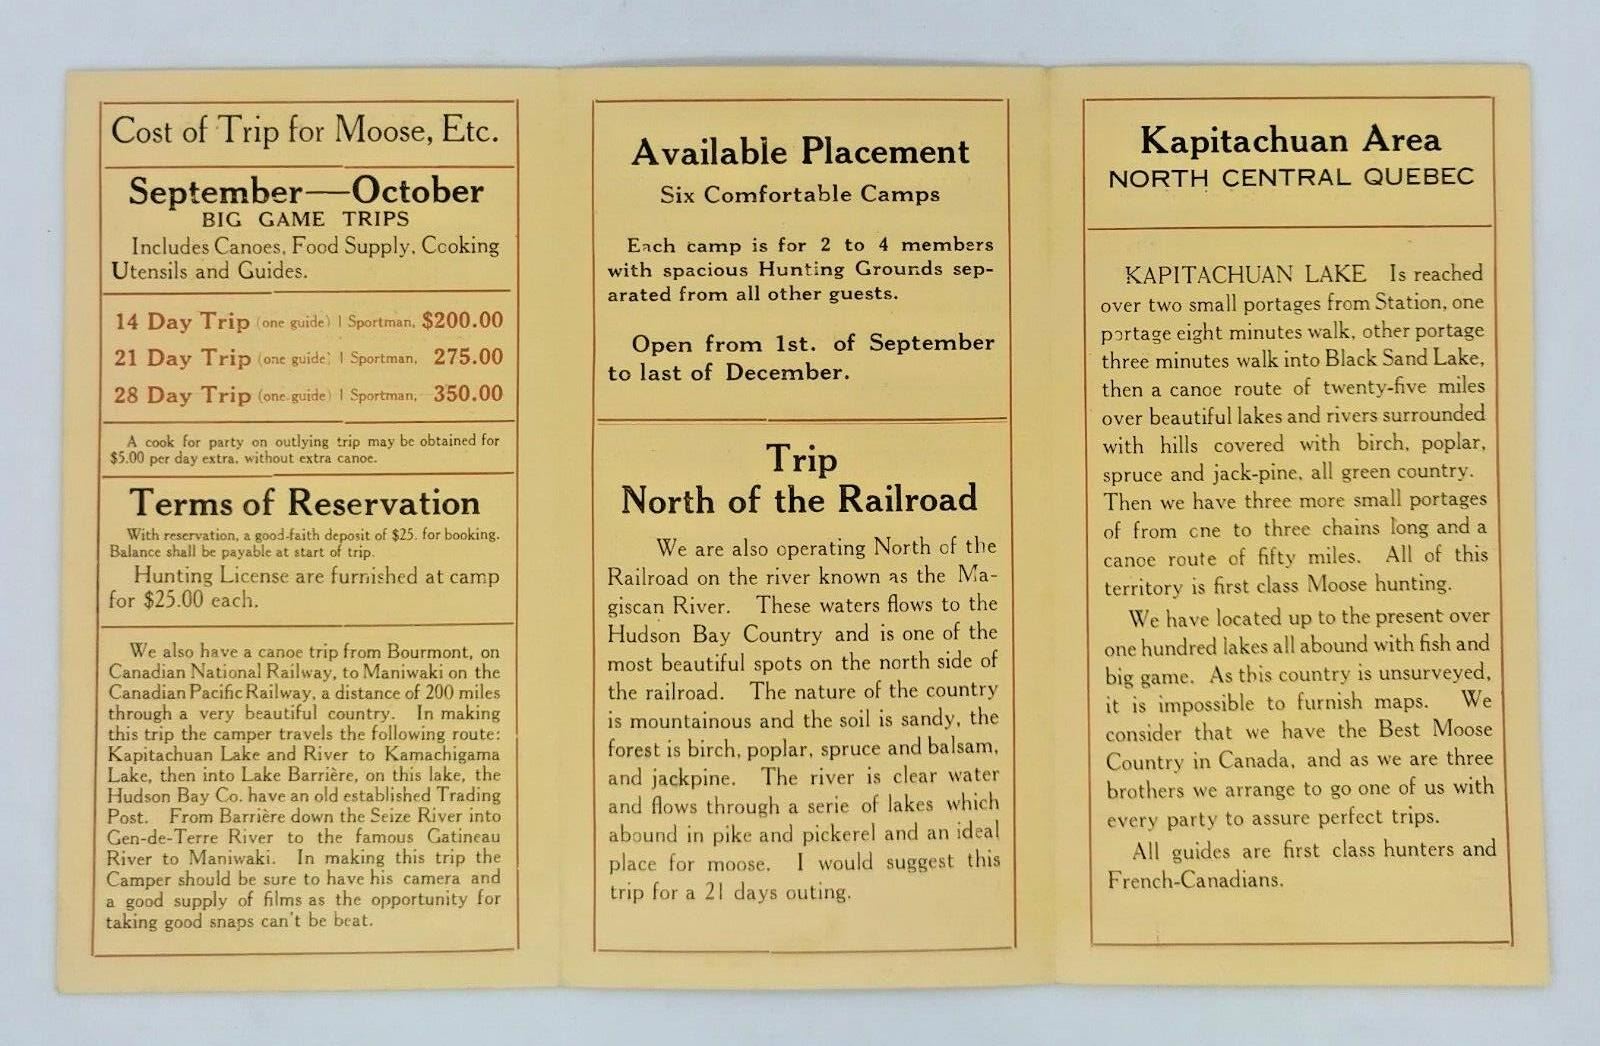 Cost of Trip for Moose, Etc.
September—October
BIG GAME TRIPS
Includes Canoes, Food Supply, Cooking
Utensils and Guides.
14 Day Trip (one guide) 1 Sportman, $200.00
21 Day Trip (one guide) 1 Sportman, 275.00
28 Day Trip (one guide) 1 Sportman, 350.00
A cook for party on outlying trip may be obtained for
$5.00 per day extra, without extra canoe.
Terms of Reservation
With reservation, a good-faith deposit of $25. for booking.
Balance shall be payable at start of trip.
Hunting License are furnished at camp
for $25.00 each.
We also have a canoe trip from Bourmont, on
Canadian National Railway, to Maniwaki on the
Canadian Pacific Railway, a distance of 200 miles
through a very beautiful country. In making
this trip the camper travels the following route:
Kapitachuan Lake and River to Kamachigama
Lake, then into Lake Barrière, on this lake, the
Hudson Bay Co. have an old established Trading
Post. From Barrière down the Seize River into
Gen-de-Terre River to the famous Gatineau
River to Maniwaki. In making this trip the
Camper should be sure to have his camera and
a good supply of films as the opportunity for
taking good snaps can't be beat.
Available Placement
Six Comfortable Camps
Each camp is for 2 to 4 members
with spacious Hunting Grounds sep-
arated from all other guests.
Open from 1st. of September
to last of December.
Trip
North of the Railroad
We are also operating North of the
Railroad on the river known as the Ma-
giscan River. These waters flows to the
Hudson Bay Country and is one of the
most beautiful spots on the north side of
the railroad. The nature of the country
is mountainous and the soil is sandy, the
forest is birch, poplar, spruce and balsam,
and jackpine. The river is clear water
and flows through a serie of lakes which
abound in pike and pickerel and an ideal
place for moose. I would suggest this
trip for a 21 days outing.
Kapitachuan Area
NORTH CENTRAL QUEBEC
KAPITACHUAN LAKE Is reached
over two small portages from Station, one
portage eight minutes walk, other portage
three minutes walk into Black Sand Lake,
then a canoe route of twenty-five miles
over beautiful lakes and rivers surrounded
with hills covered with birch, poplar,
spruce and jack-pine, all green country.
Then we have three more small portages
of from one to three chains long and a
canoe route of fifty miles. All of this
territory is first class Moose hunting.
We have located up to the present over
one hundred lakes all abound with fish and
big game. As this country is unsurveyed,
it is impossible to furnish maps. We
consider that we have the Best Moose
Country in Canada, and as we are three
brothers we arrange to go one of us with
every party to assure perfect trips.
All guides are first class hunters and
French-Canadians.